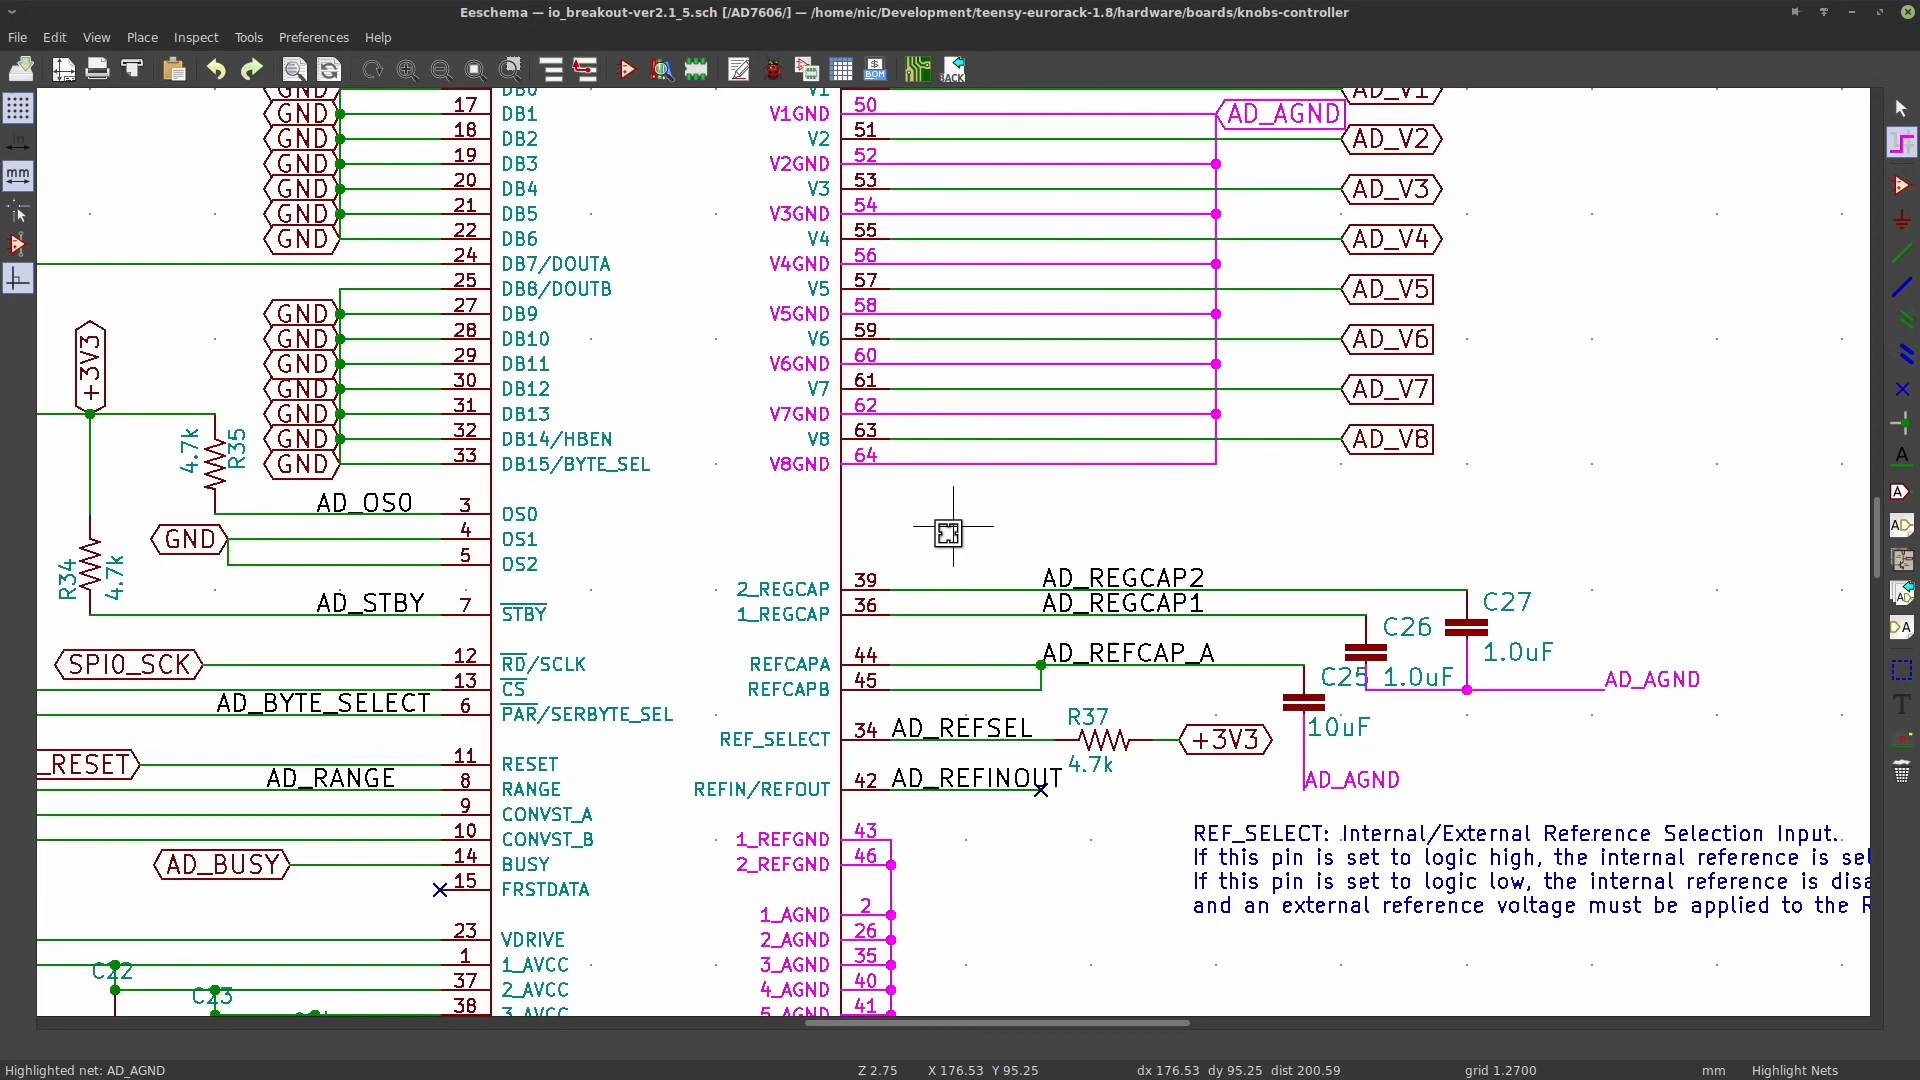 Eeschema — io_breakout-ver2.1_5.sch [/AD7606/] — /home/nic/Development/teensy-eurorack-1.8/hardware/boards/knobs-controller
File Edit View Place Inspect Tools Preferences Help
BOM
BACK
in
mm
GND DB0 V1 AD_V1
GND 17 DB1 V1GND 50 AD_AGND
GND 18 DB2 V2 51 AD_V2
GND 19 DB3 V2GND 52
GND 20 DB4 V3 53 AD_V3
GND 21 DB5 V3GND 54
GND 22 DB6 V4 55 AD_V4
24 DB7/DOUTA V4GND 56
25 DB8/DOUTB V5 57 AD_V5
GND 27 DB9 V5GND 58
GND 28 DB10 V6 59 AD_V6
GND 29 DB11 V6GND 60
GND 30 DB12 V7 61 AD_V7
GND 31 DB13 V7GND 62
GND 32 DB14/HBEN V8 63 AD_V8
GND 33 DB15/BYTE_SEL V8GND 64
+3V3
4.7k R35
AD_OS0 3 OS0
GND 4 OS1
5 OS2
R34 4.7k
AD_STBY 7 STBY
2_REGCAP 39 AD_REGCAP2 C27
1.0uF
1_REGCAP 36 AD_REGCAP1 C26
1.0uF
SPI0_SCK 12 RD/SCLK REFCAPA 44 AD_REFCAP_A
13 CS REFCAPB 45 C25
10uF
AD_AGND
AD_BYTE_SELECT 6 PAR/SERBYTE_SEL
REF_SELECT 34 AD_REFSEL R37
4.7k
+3V3
_RESET 11 RESET
AD_RANGE 8 RANGE REFIN/REFOUT 42 AD_REFINOUT AD_AGND
9 CONVST_A
10 CONVST_B 1_REFGND 43
AD_BUSY 14 BUSY 2_REFGND 46
15 FRSTDATA
1_AGND 2
23 VDRIVE 2_AGND 26
C22 1 1_AVCC 3_AGND 35
C23 37 2_AVCC 4_AGND 40
38 3_AVCC 5_AGND 41
REF_SELECT: Internal/External Reference Selection Input.
If this pin is set to logic high, the internal reference is sel
If this pin is set to logic low, the internal reference is disa
and an external reference voltage must be applied to the R
Highlighted net: AD_AGND Z 2.75 X 176.53 Y 95.25 dx 176.53 dy 95.25 dist 200.59 grid 1.2700 mm Highlight Nets